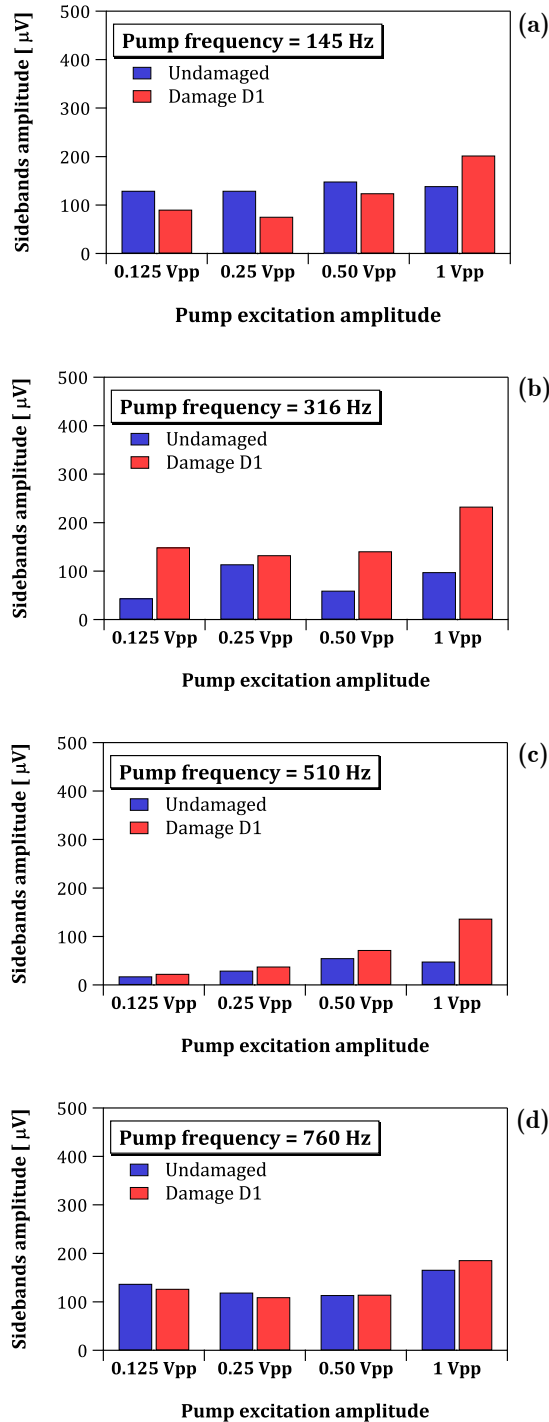 (a)
Pump frequency = 145 Hz
Undamaged
Damage D1
Sidebands amplitude [ μV]
500
400
300
200
100
0
0.125 Vpp 0.25 Vpp 0.50 Vpp 1 Vpp
Pump excitation amplitude
(b)
Pump frequency = 316 Hz
Undamaged
Damage D1
Sidebands amplitude [ μV]
500
400
300
200
100
0
0.125 Vpp 0.25 Vpp 0.50 Vpp 1 Vpp
Pump excitation amplitude
(c)
Pump frequency = 510 Hz
Undamaged
Damage D1
Sidebands amplitude [ μV]
500
400
300
200
100
0
0.125 Vpp 0.25 Vpp 0.50 Vpp 1 Vpp
Pump excitation amplitude
(d)
Pump frequency = 760 Hz
Undamaged
Damage D1
Sidebands amplitude [ μV]
500
400
300
200
100
0
0.125 Vpp 0.25 Vpp 0.50 Vpp 1 Vpp
Pump excitation amplitude